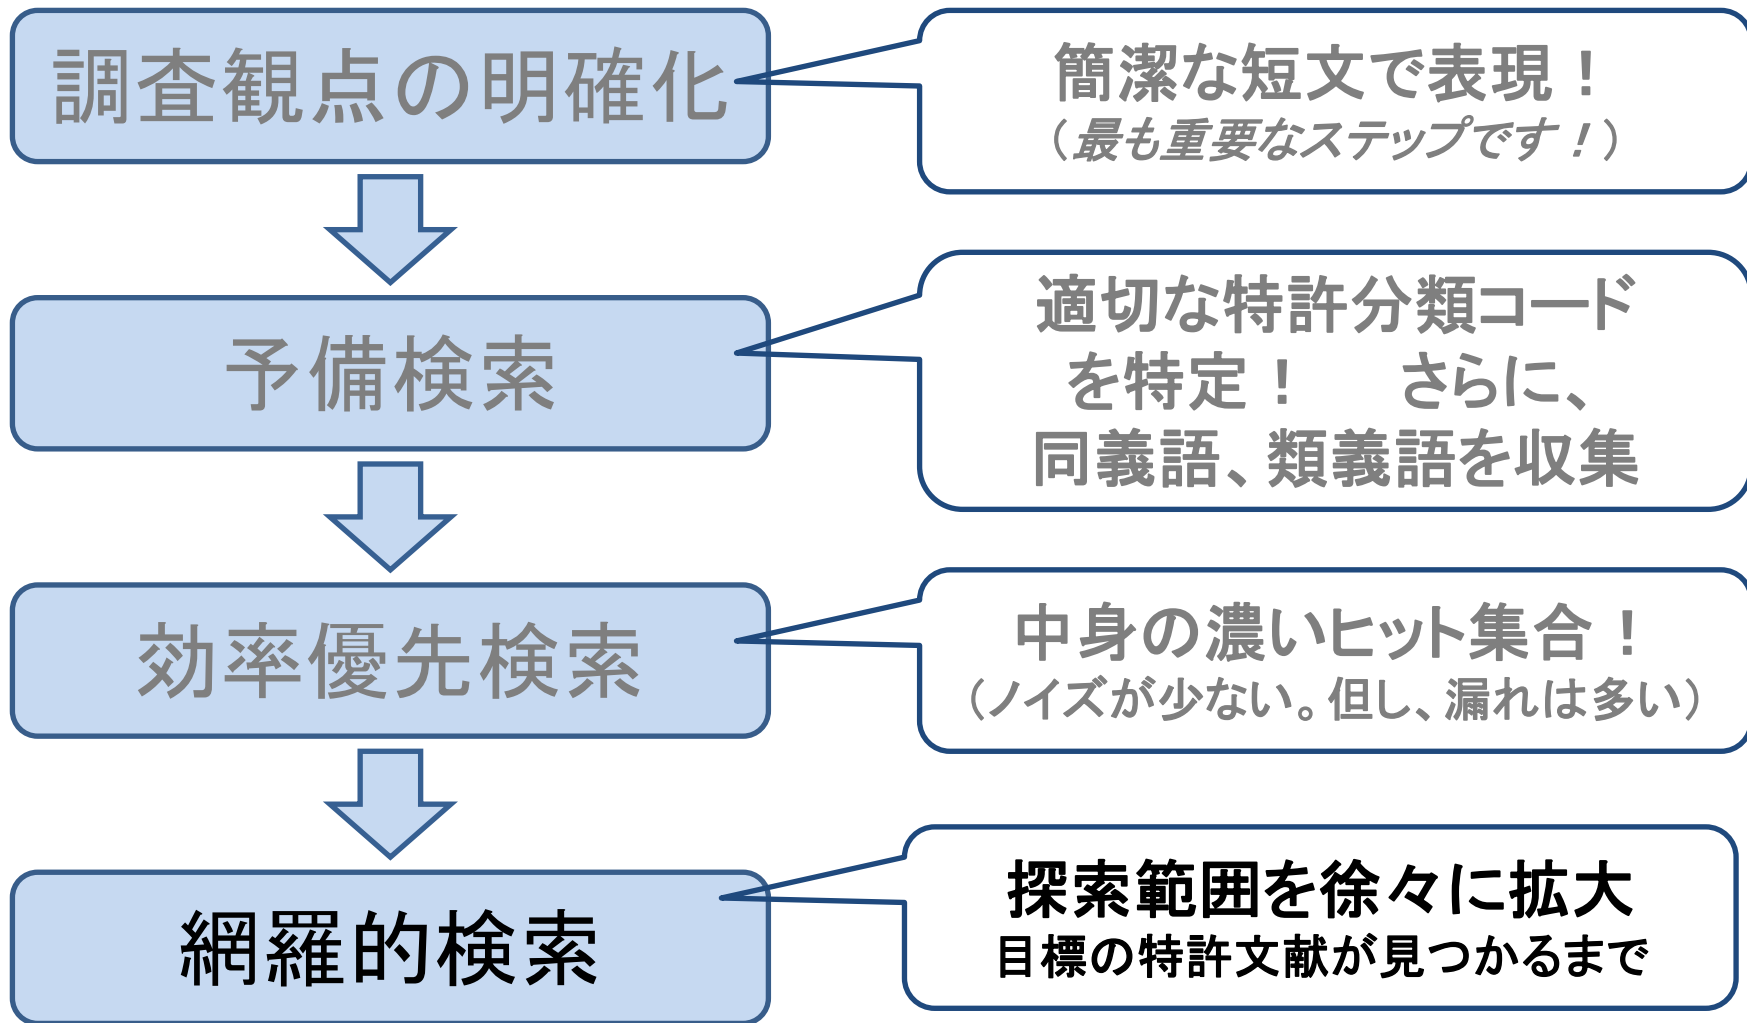 調査観点の明確化
簡潔な短文で表現！
（最も重要なステップです！）
予備検索
適切な特許分類コード
を特定！　さらに、
同義語、類義語を収集
効率優先検索
中身の濃いヒット集合！
（ノイズが少ない。但し、漏れは多い）
網羅的検索
探索範囲を徐々に拡大
目標の特許文献が見つかるまで